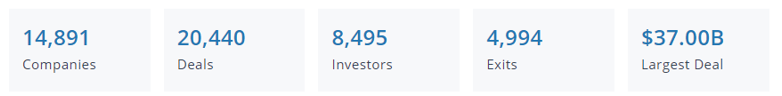 14,891 20,440 8,495 4,994 $37.00B
Companies Deals Investors Exits Largest Deal